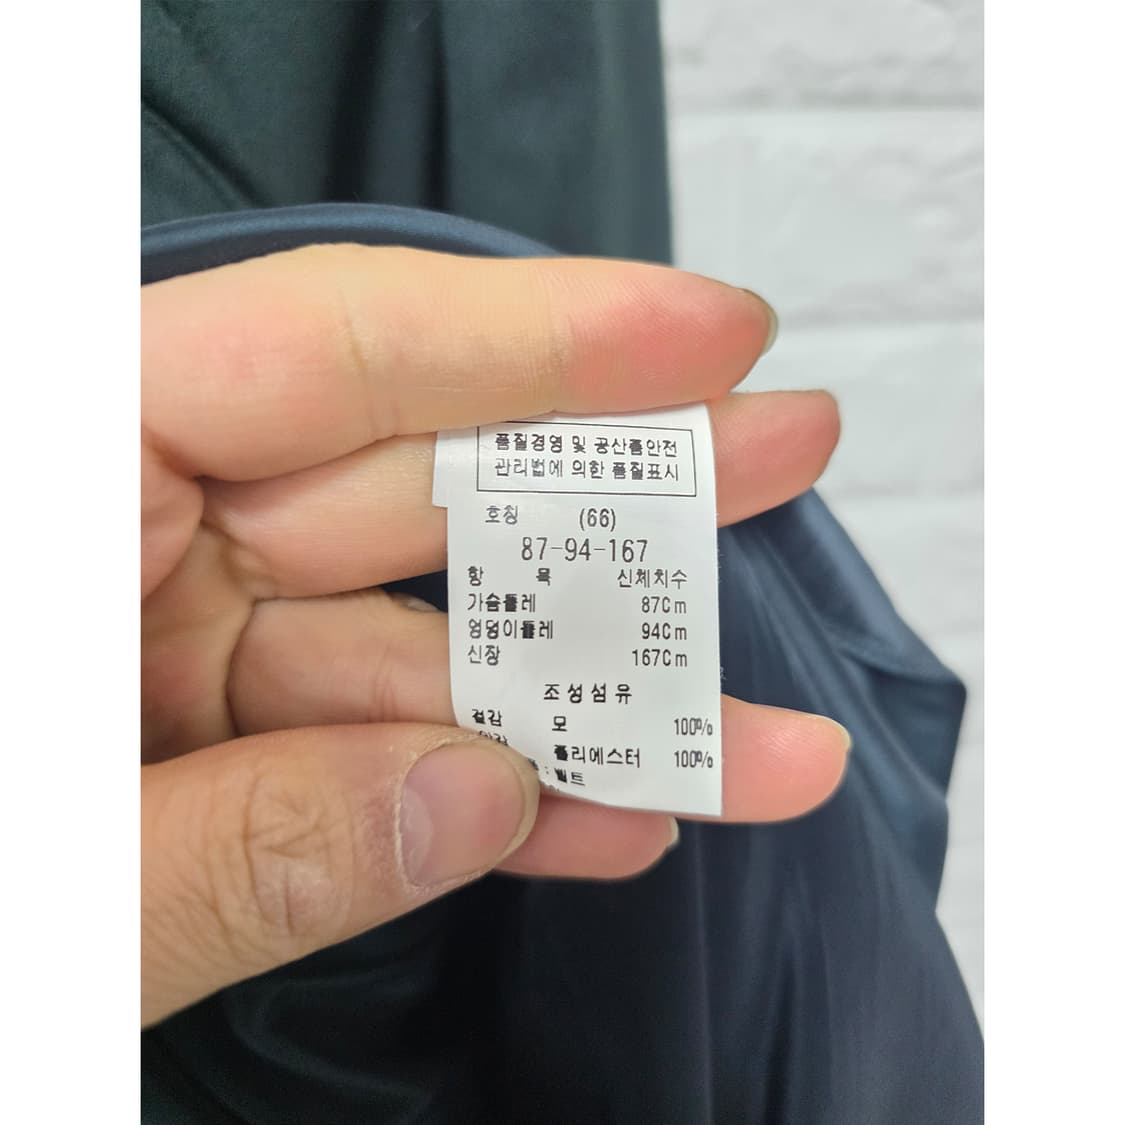 품질경영 및 공산품안전
관리법에 의한 품질표시
호칭 (66)
87-94-167
항 목 신체치수
가슴둘레 87Cm
엉덩이둘레 94Cm
신장 167Cm
조성섬유
겉감 모 100%
안감 폴리에스터 100%
: 벨트